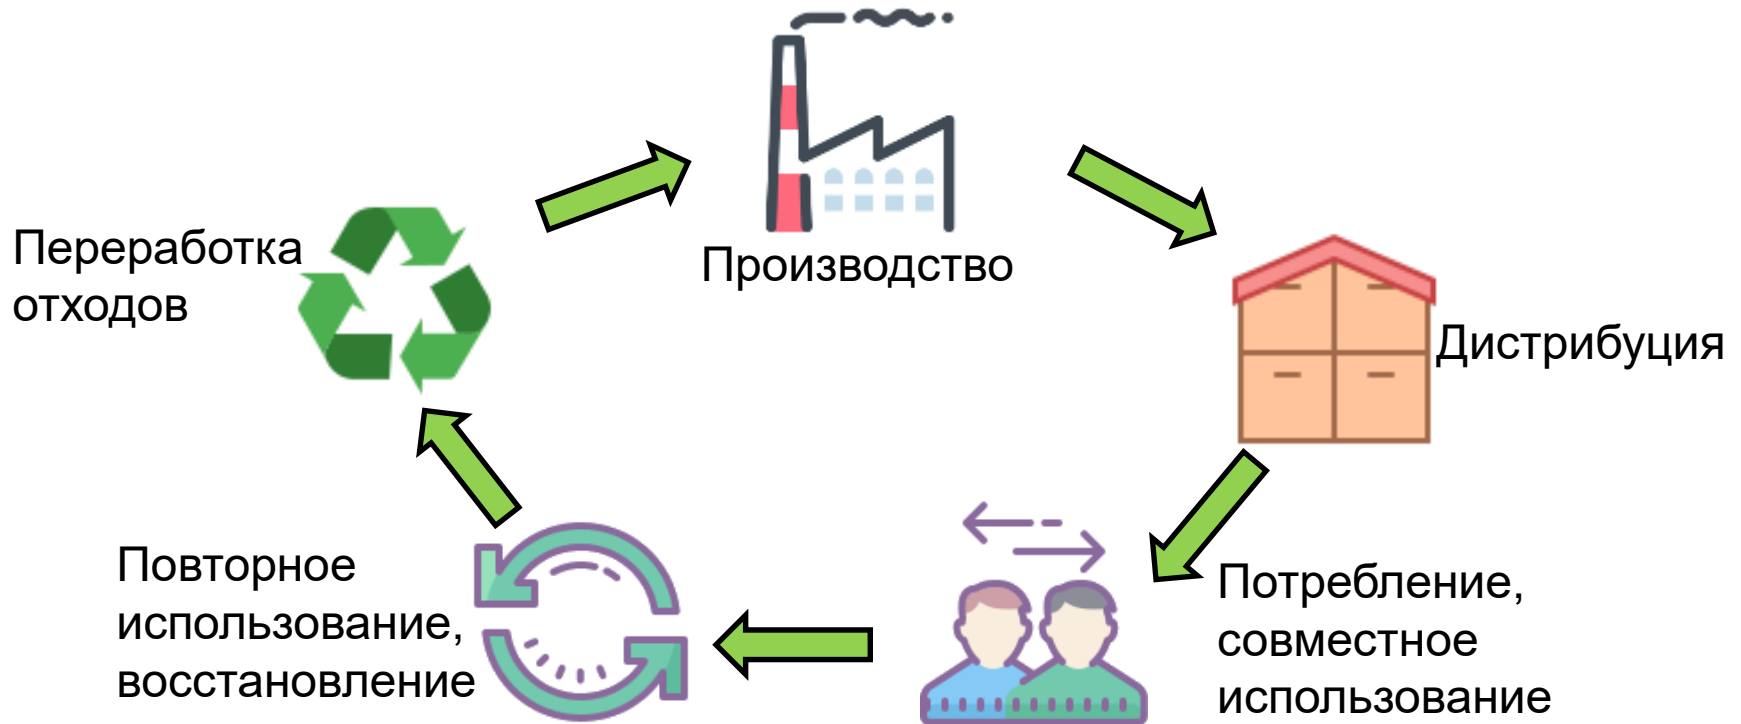 Производство
Переработка
отходов
Дистрибуция
Повторное
использование,
восстановление
Потребление,
совместное
использование